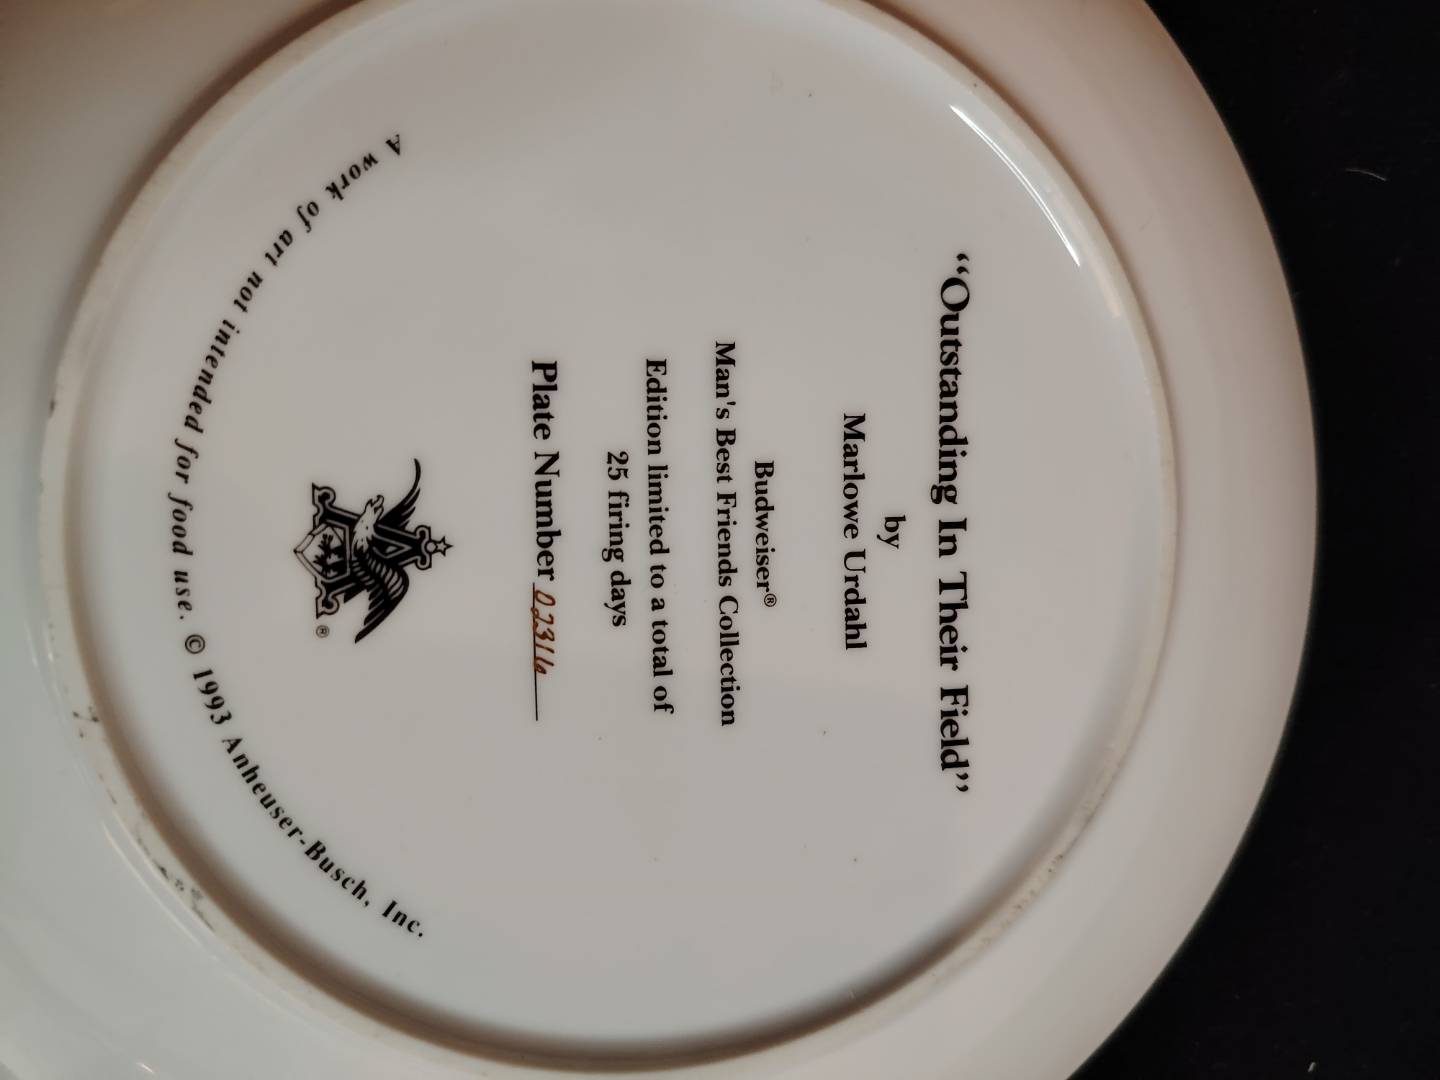 “Outstanding In Their Field”
by
Marlowe Urdahl
Budweiser®
Man's Best Friends Collection
Edition limited to a total of
25 firing days
Plate Number 02316
®
A work of art not intended for food use. © 1993 Anheuser-Busch, Inc.